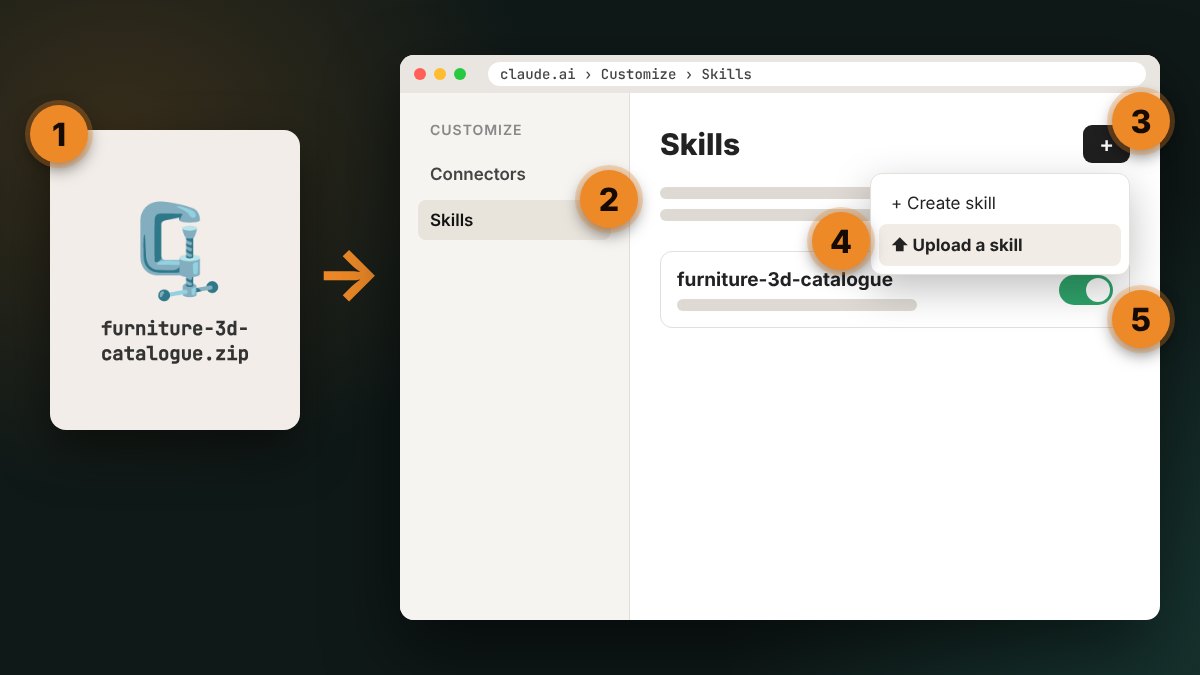 1
furniture-3d-
catalogue.zip
claude.ai › Customize › Skills
CUSTOMIZE
Connectors
2
Skills
Skills
3
+
+ Create skill
4
⬆ Upload a skill
furniture-3d-catalogue
5